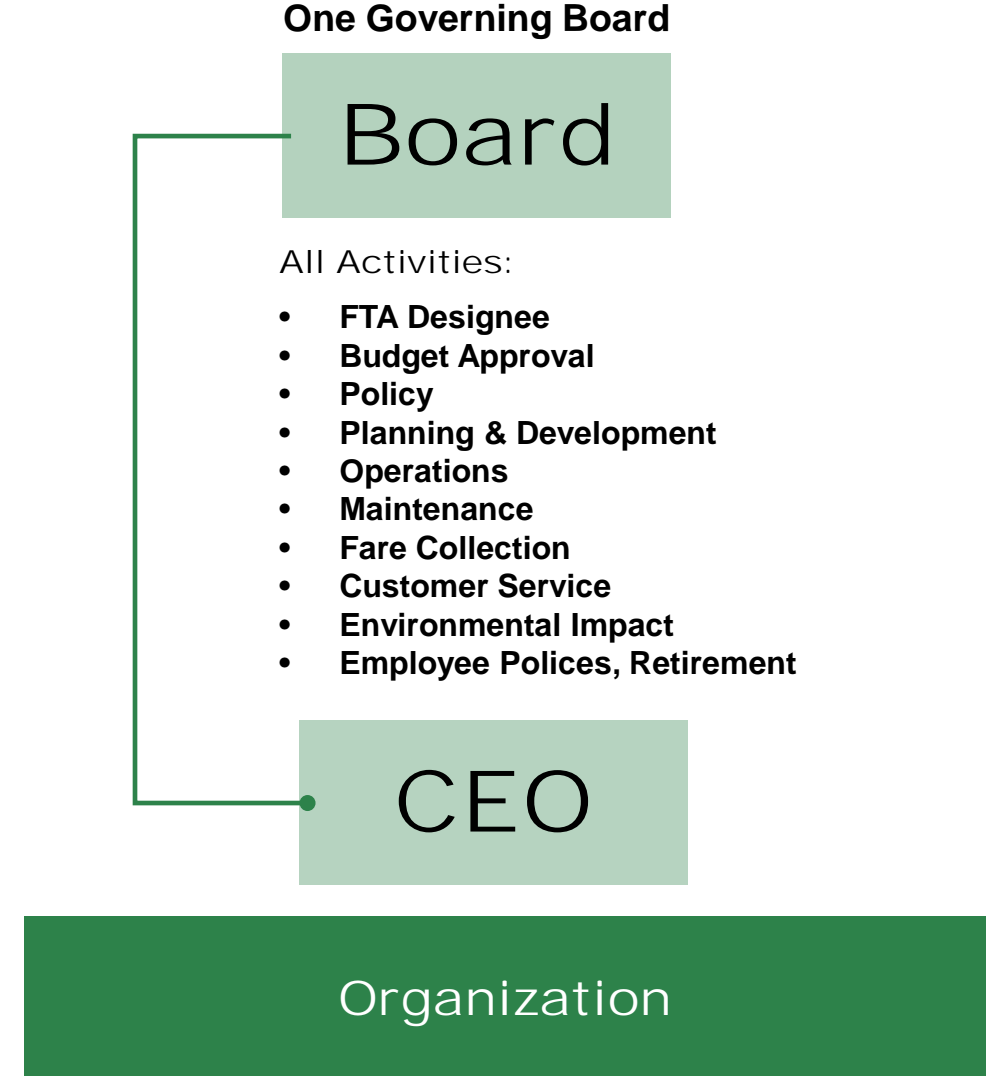 One Governing Board
Board
All Activities:
• FTA Designee
• Budget Approval
• Policy
• Planning & Development
• Operations
• Maintenance
• Fare Collection
• Customer Service
• Environmental Impact
• Employee Polices, Retirement
CEO
Organization